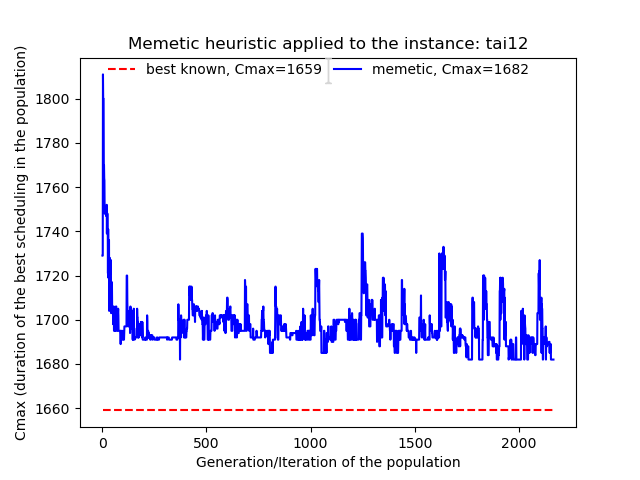 Memetic heuristic applied to the instance: tai12
best known, Cmax=1659
memetic, Cmax=1682
Cmax (duration of the best scheduling in the population)
1800
1780
1760
1740
1720
1700
1680
1660
0 500 1000 1500 2000
Generation/Iteration of the population